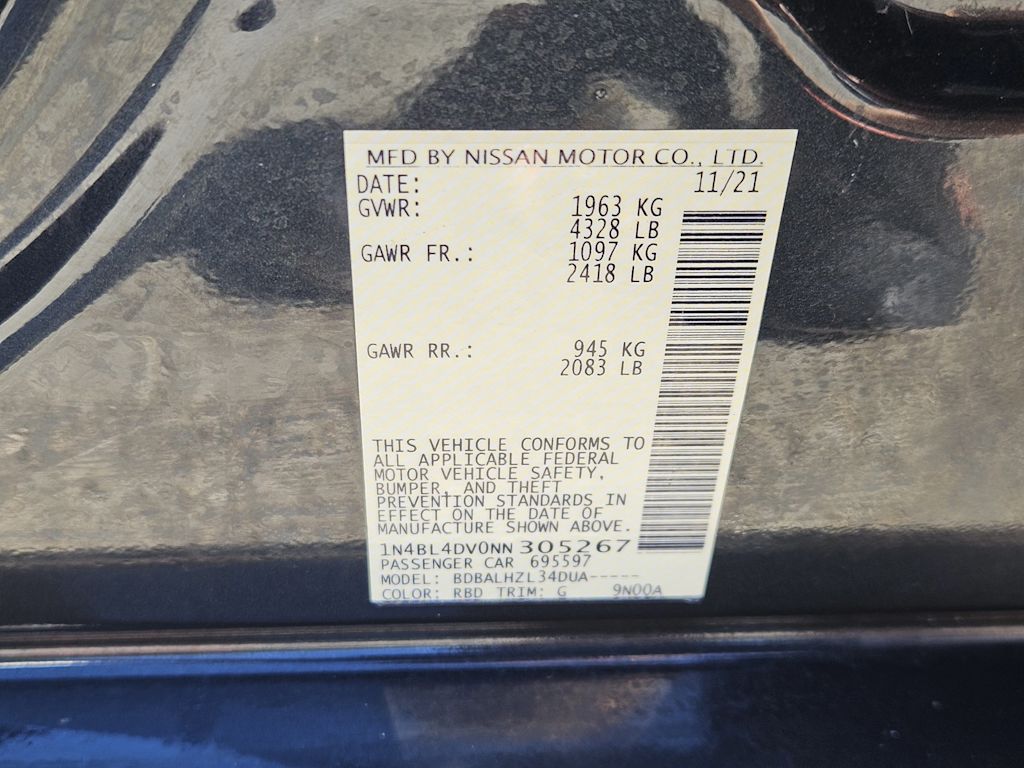 MFD BY NISSAN MOTOR CO., LTD.
DATE: 11/21
GVWR: 1963 KG
4328 LB
GAWR FR.: 1097 KG
2418 LB
GAWR RR.: 945 KG
2083 LB
THIS VEHICLE CONFORMS TO
ALL APPLICABLE FEDERAL
MOTOR VEHICLE SAFETY,
BUMPER, AND THEFT
PREVENTION STANDARDS IN
EFFECT ON THE DATE OF
MANUFACTURE SHOWN ABOVE.
1N4BL4DV0NN305267
PASSENGER CAR 695597
MODEL: BDBALHZL34DUA-----
COLOR: RBD TRIM: G 9N00A